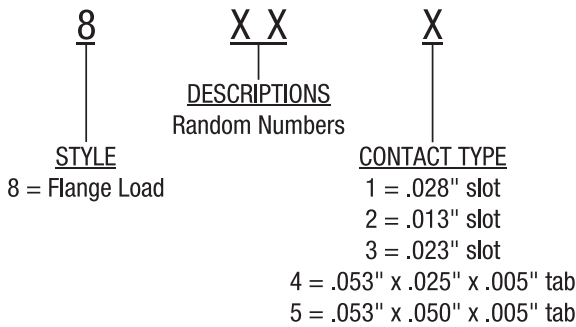 8 X X X
DESCRIPTIONS
Random Numbers
STYLE
8 = Flange Load
CONTACT TYPE
1 = .028" slot
2 = .013" slot
3 = .023" slot
4 = .053" x .025" x .005" tab
5 = .053" x .050" x .005" tab